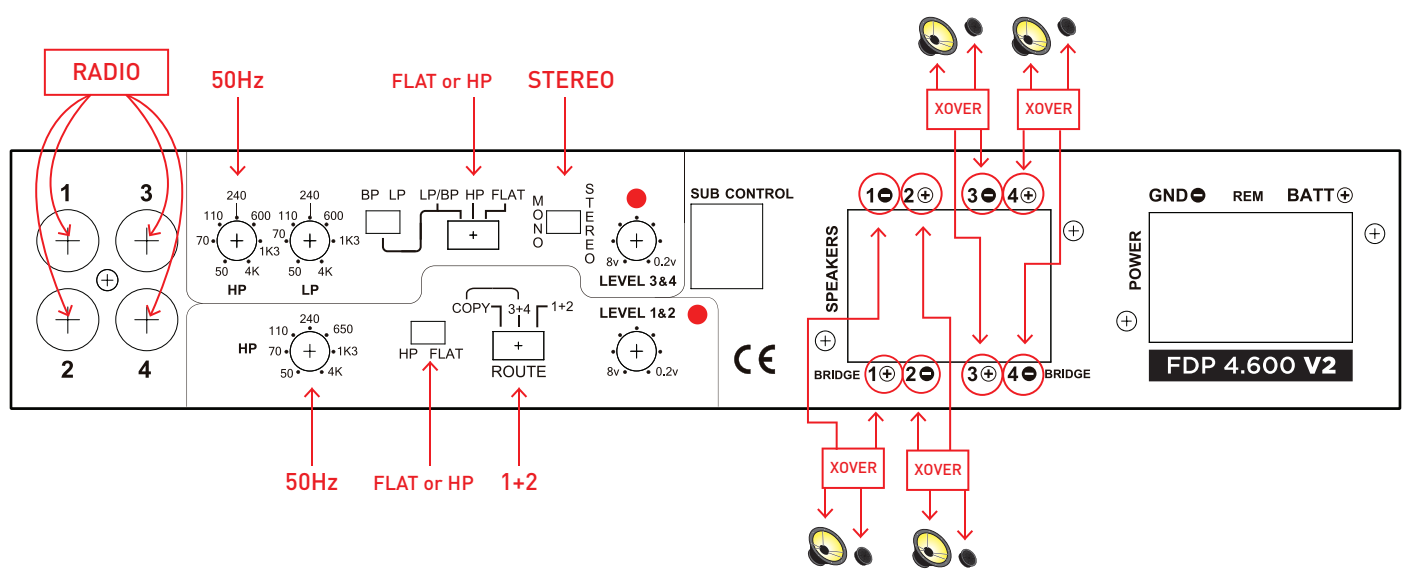 RADIO
50Hz
FLAT or HP
STEREO
XOVER
XOVER
1
3
2
4
240
110 600
70 1K3
50 4K
HP
240
110 600
70 1K3
50 4K
LP
BP LP
LP/BP HP FLAT
MONO
STEREO
8v 0.2v
LEVEL 3&4
SUB CONTROL
HP
240
110 650
70 1K3
50 4K
HP FLAT
COPY 3+4 1+2
ROUTE
LEVEL 1&2
8v 0.2v
CE
SPEAKERS
1⊖ 2⊕ 3⊖ 4⊕
BRIDGE 1⊕ 2⊖ 3⊕ 4⊖ BRIDGE
GND⊖ REM BATT⊕
POWER
FDP 4.600 V2
50Hz
FLAT or HP
1+2
XOVER
XOVER